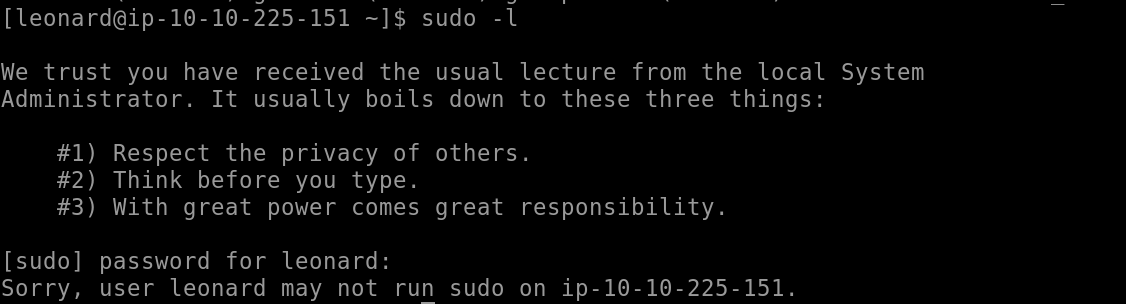 [leonard@ip-10-10-225-151 ~]$ sudo -l
We trust you have received the usual lecture from the local System
Administrator. It usually boils down to these three things:
#1) Respect the privacy of others.
#2) Think before you type.
#3) With great power comes great responsibility.
[sudo] password for leonard:
Sorry, user leonard may not run sudo on ip-10-10-225-151.